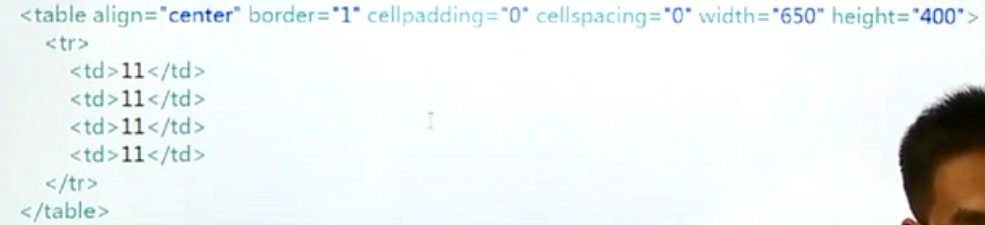 <table align="center" border="1" cellpadding="0" cellspacing="0" width="650" height="400">
<tr>
<td>11</td>
<td>11</td>
<td>11</td>
<td>11</td>
</tr>
</table>